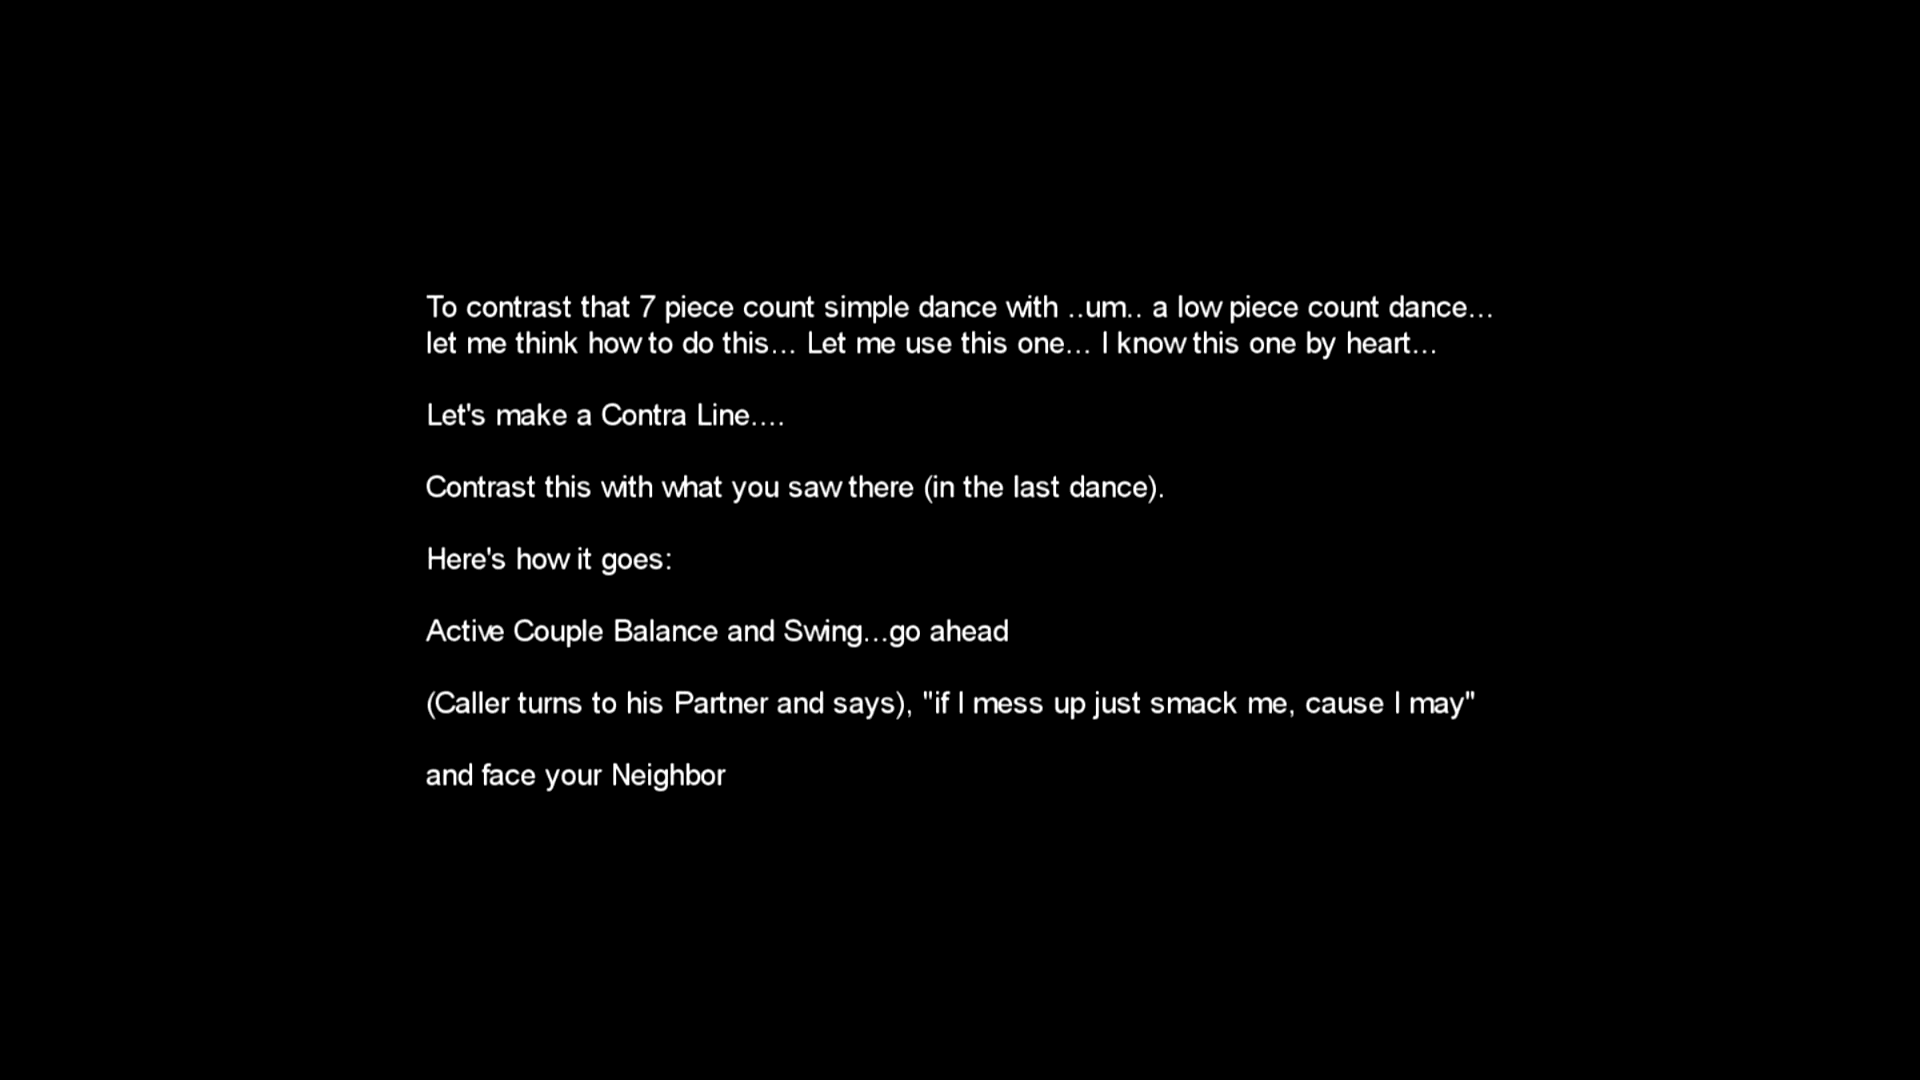 To contrast that 7 piece count simple dance with ..um.. a low piece count dance...
let me think how to do this... Let me use this one... I know this one by heart...
Let's make a Contra Line....
Contrast this with what you saw there (in the last dance).
Here's how it goes:
Active Couple Balance and Swing...go ahead
(Caller turns to his Partner and says), "if I mess up just smack me, cause I may"
and face your Neighbor